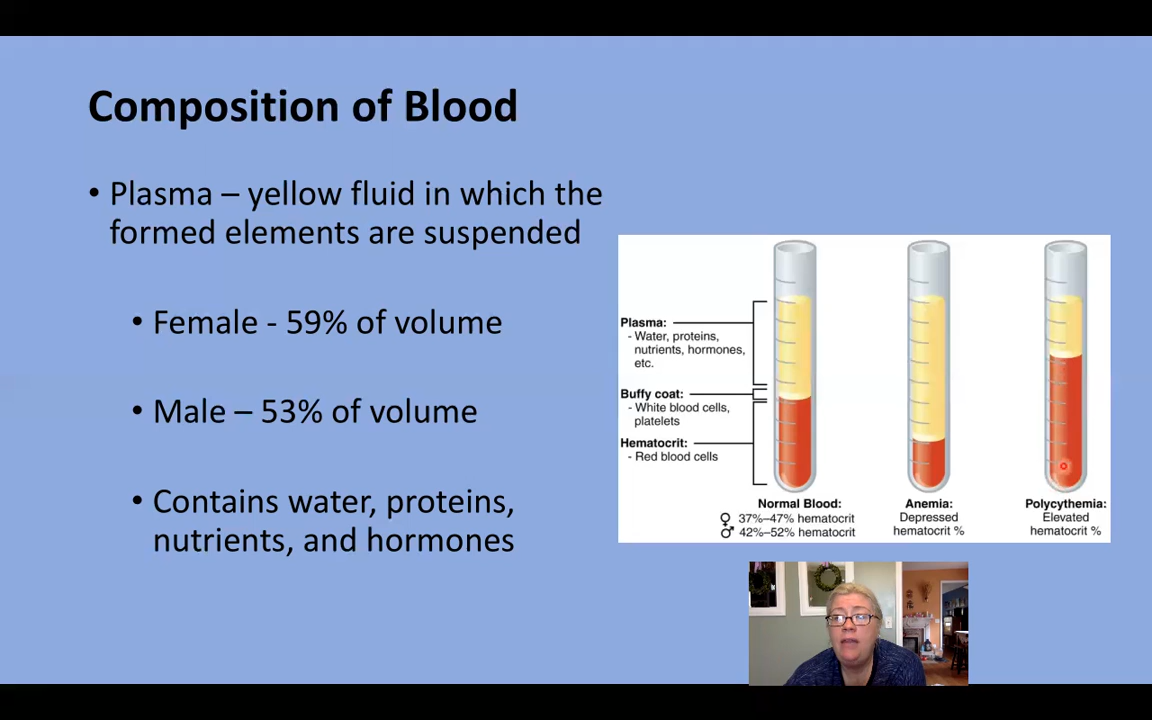 Composition of Blood
• Plasma – yellow fluid in which the
formed elements are suspended
• Female - 59% of volume
• Male – 53% of volume
• Contains water, proteins,
nutrients, and hormones
Plasma:
- Water, proteins,
nutrients, hormones,
etc.
Buffy coat:
- White blood cells,
platelets
Hematocrit:
- Red blood cells
Normal Blood:
♀ 37%–47% hematocrit
♂ 42%–52% hematocrit
Anemia:
Depressed
hematocrit %
Polycythemia:
Elevated
hematocrit %